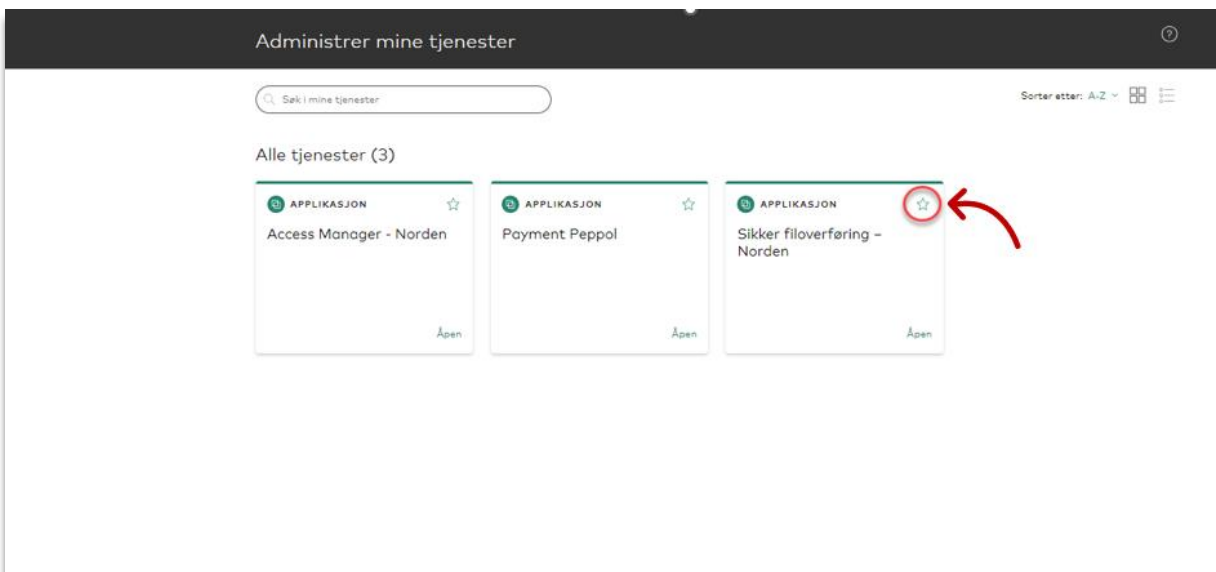 Administrer mine tjenester
Søk i mine tjenester
Sorter etter: A-Z
Alle tjenester (3)
APPLIKASJON
Access Manager - Norden
Åpen
APPLIKASJON
Payment Peppol
Åpen
APPLIKASJON
Sikker filoverføring –
Norden
Åpen